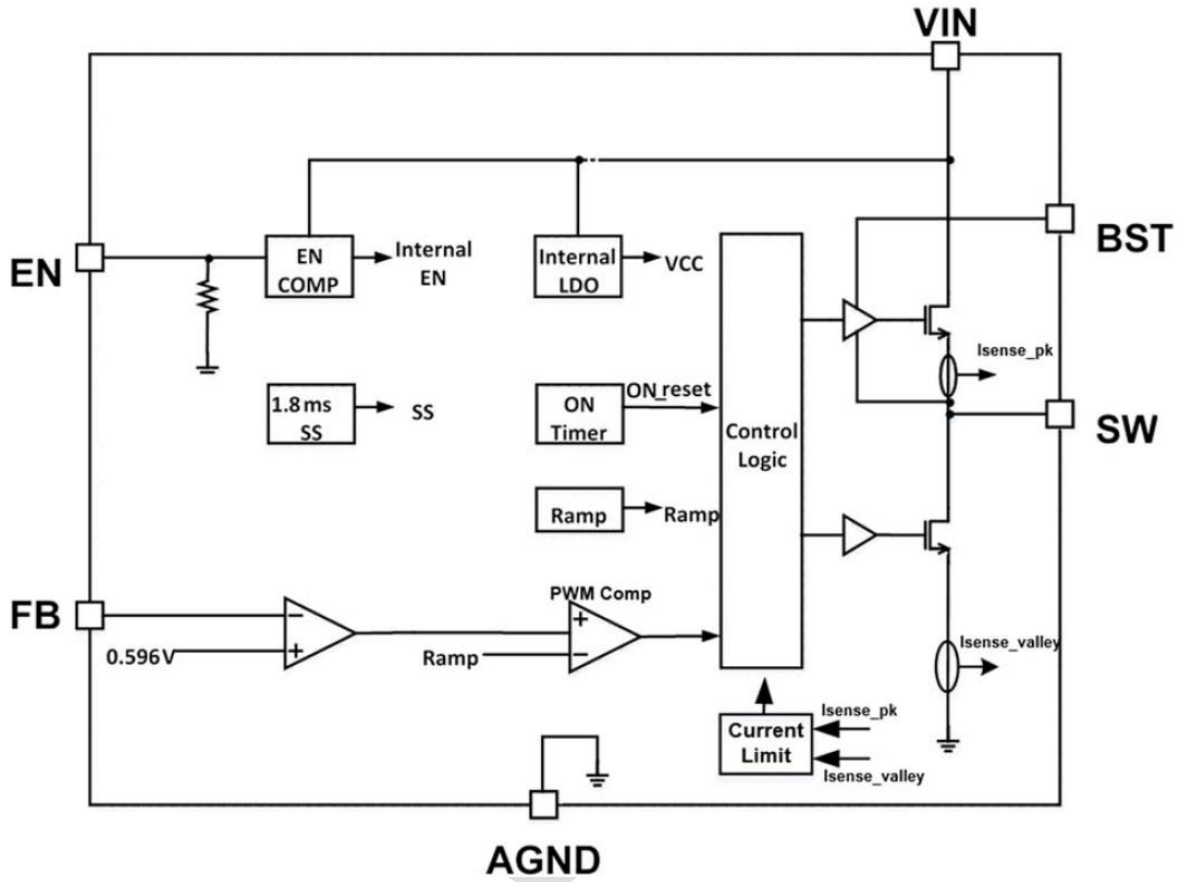 VIN
BST
EN
EN
COMP
Internal
EN
Internal
LDO
VCC
Isense_pk
1.8ms
SS
SS
ON
Timer
ON_reset
Control
Logic
SW
Ramp
Ramp
FB
0.596V
−
+
Ramp
PWM Comp
+
−
Isense_valley
Current
Limit
Isense_pk
Isense_valley
AGND